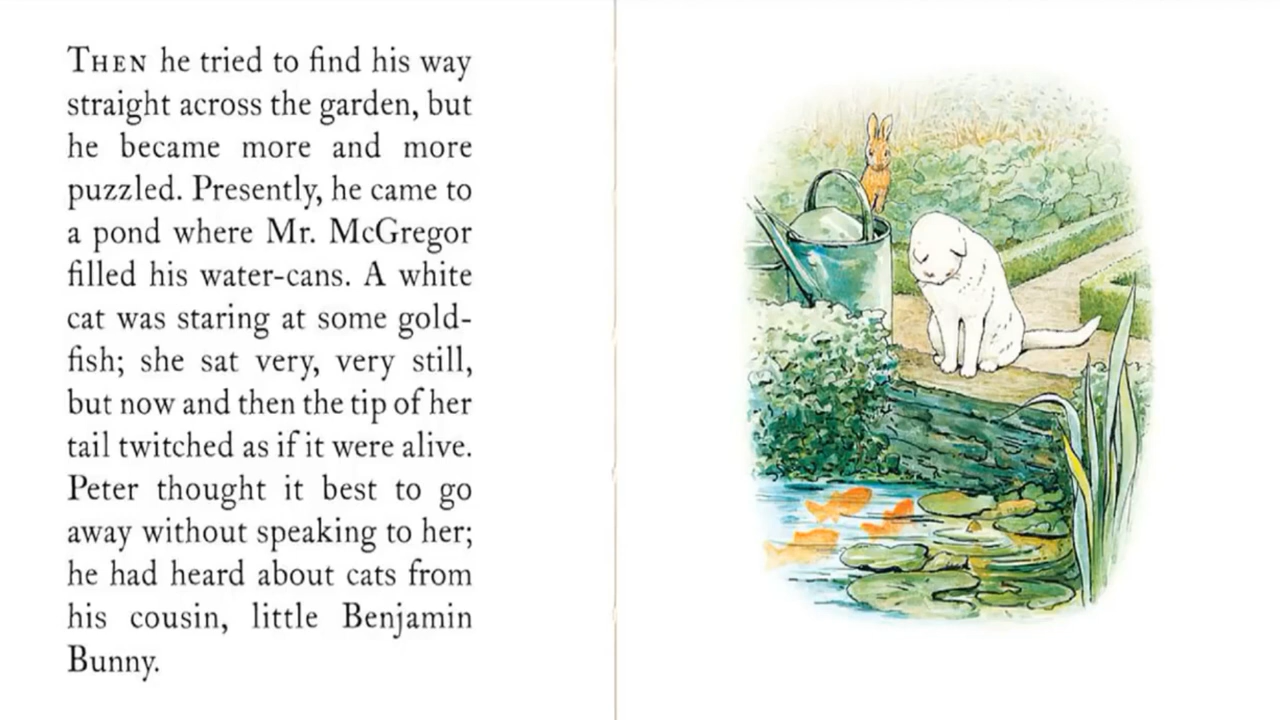 THEN he tried to find his way
straight across the garden, but
he became more and more
puzzled. Presently, he came to
a pond where Mr. McGregor
filled his water-cans. A white
cat was staring at some gold-
fish; she sat very, very still,
but now and then the tip of her
tail twitched as if it were alive.
Peter thought it best to go
away without speaking to her;
he had heard about cats from
his cousin, little Benjamin
Bunny.